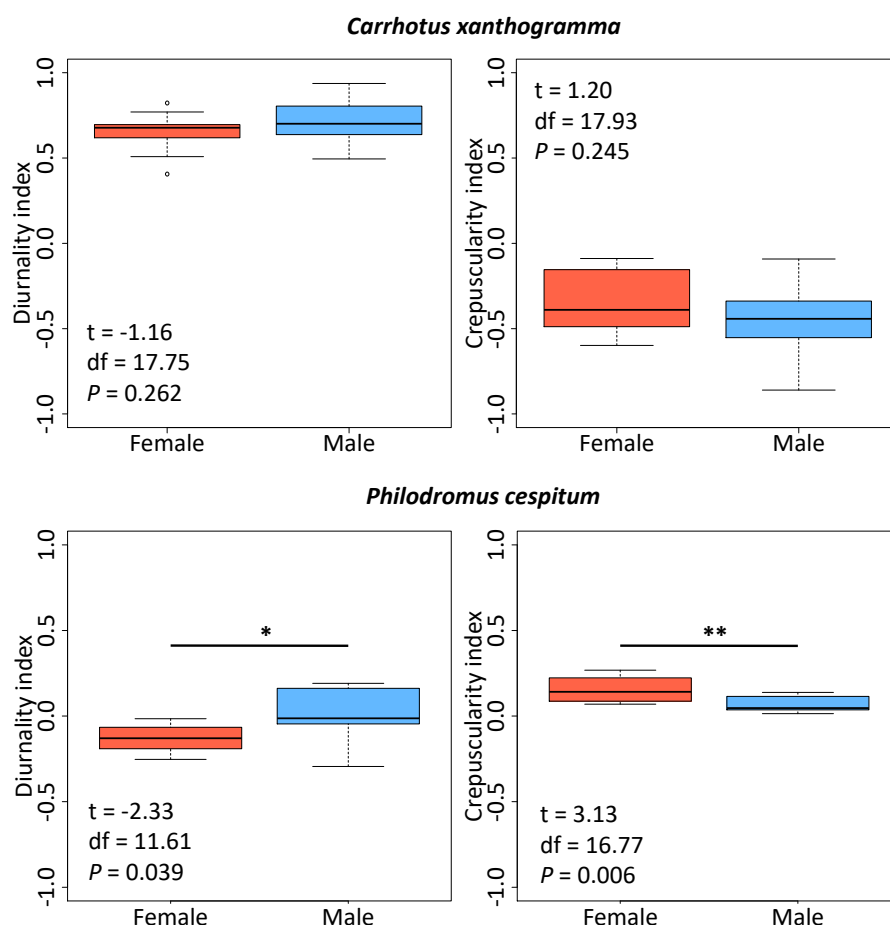 Carrhotus xanthogramma
Diurnality index
1.0
0.5
0.0
-0.5
-1.0
t = -1.16
df = 17.75
P = 0.262
Female
Male
Crepuscularity index
1.0
0.5
0.0
-0.5
-1.0
t = 1.20
df = 17.93
P = 0.245
Female
Male
Philodromus cespitum
Diurnality index
1.0
0.5
0.0
-0.5
-1.0
*
t = -2.33
df = 11.61
P = 0.039
Female
Male
Crepuscularity index
1.0
0.5
0.0
-0.5
-1.0
**
t = 3.13
df = 16.77
P = 0.006
Female
Male